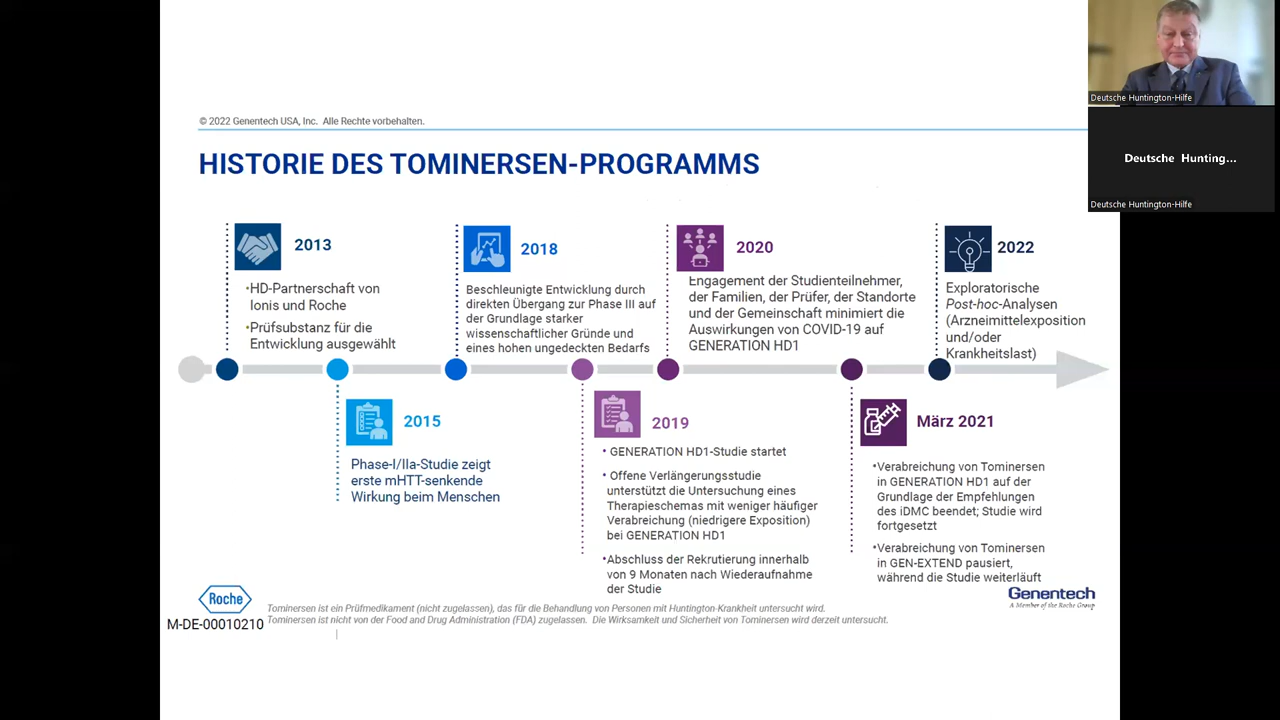 © 2022 Genentech USA, Inc. Alle Rechte vorbehalten.
HISTORIE DES TOMINERSEN-PROGRAMMS
2013
•HD-Partnerschaft von
Ionis und Roche
•Prüfsubstanz für die
Entwicklung ausgewählt
2018
Beschleunigte Entwicklung durch
direkten Übergang zur Phase III auf
der Grundlage starker
wissenschaftlicher Gründe und
eines hohen ungedeckten Bedarfs
2020
Engagement der Studienteilnehmer,
der Familien, der Prüfer, der Standorte
und der Gemeinschaft minimiert die
Auswirkungen von COVID-19 auf
GENERATION HD1
2022
Exploratorische
Post-hoc-Analysen
(Arzneimittelexposition
und/oder
Krankheitslast)
2015
Phase-I/IIa-Studie zeigt
erste mHTT-senkende
Wirkung beim Menschen
2019
• GENERATION HD1-Studie startet
• Offene Verlängerungsstudie
unterstützt die Untersuchung eines
Therapieschemas mit weniger häufiger
Verabreichung (niedrigere Exposition)
bei GENERATION HD1
•Abschluss der Rekrutierung innerhalb
von 9 Monaten nach Wiederaufnahme
der Studie
März 2021
•Verabreichung von Tominersen
in GENERATION HD1 auf der
Grundlage der Empfehlungen
des iDMC beendet; Studie wird
fortgesetzt
•Verabreichung von Tominersen
in GEN-EXTEND pausiert,
während die Studie weiterläuft
Roche
M-DE-00010210
Tominersen ist ein Prüfmedikament (nicht zugelassen), das für die Behandlung von Personen mit Huntington-Krankheit untersucht wird.
Tominersen ist nicht von der Food and Drug Administration (FDA) zugelassen. Die Wirksamkeit und Sicherheit von Tominersen wird derzeit untersucht.
Genentech
A Member of the Roche Group
Deutsche Huntington-Hilfe
Deutsche Hunting...
Deutsche Huntington-Hilfe